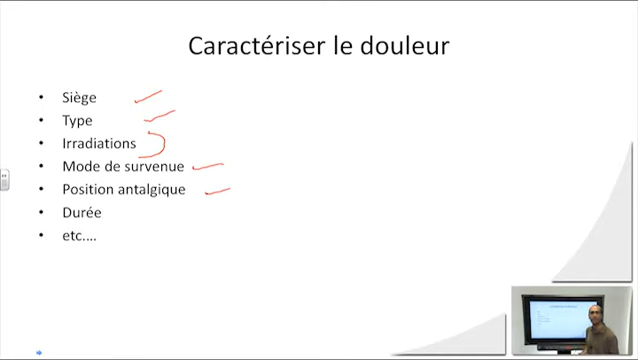 Caractériser le douleur
• Siège
• Type
• Irradiations
• Mode de survenue
• Position antalgique
• Durée
• etc.…